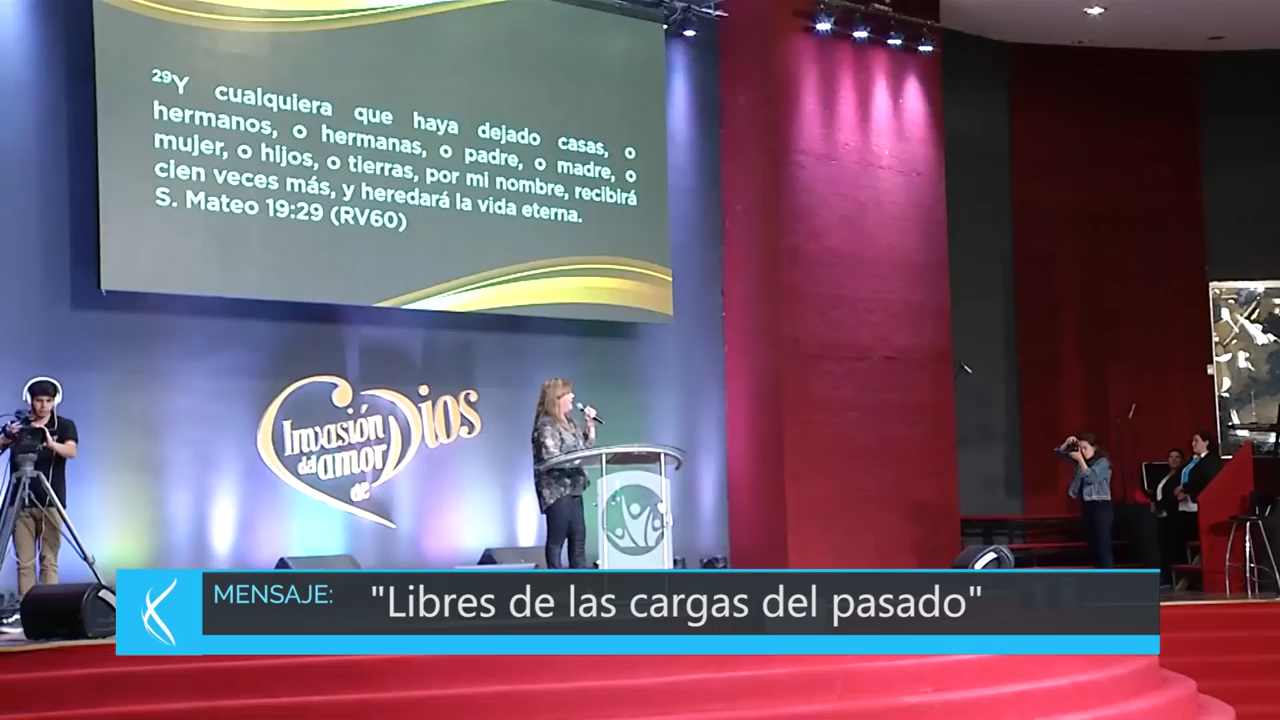 ²⁹Y cualquiera que haya dejado casas, o
hermanos, o hermanas, o padre, o madre, o
mujer, o hijos, o tierras, por mi nombre, recibirá
cien veces más, y heredará la vida eterna.
S. Mateo 19:29 (RV60)
Invasión
del amor
de
Dios
MENSAJE: "Libres de las cargas del pasado"